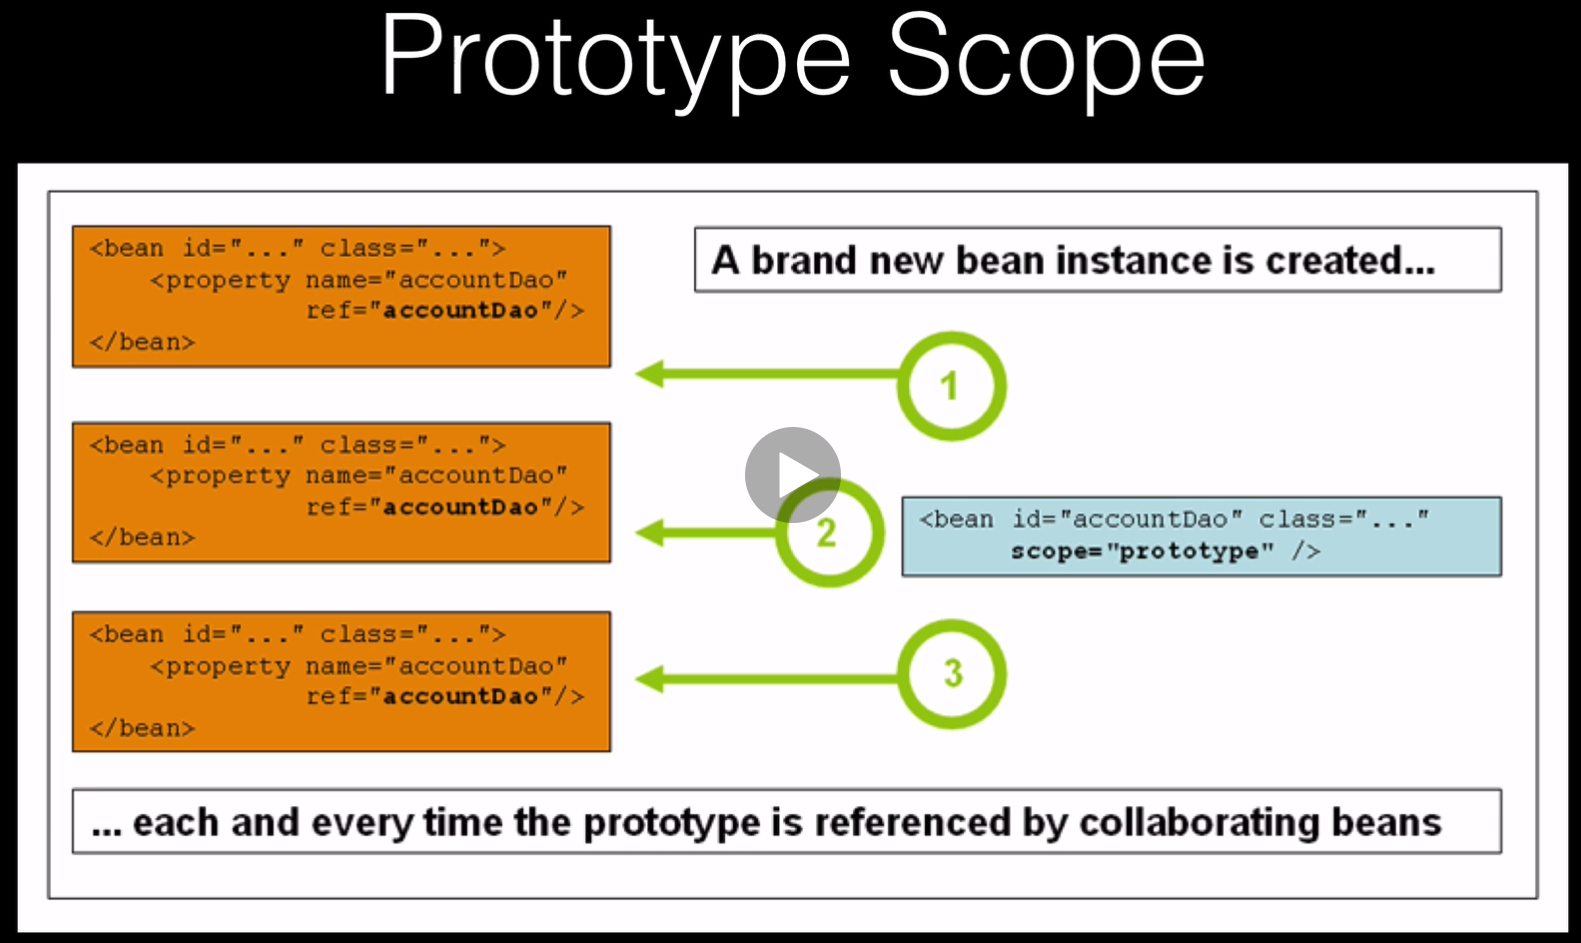 Prototype Scope
<bean id="..." class="...">
<property name="accountDao"
ref="accountDao"/>
</bean>
A brand new bean instance is created...
1
<bean id="..." class="...">
<property name="accountDao"
ref="accountDao"/>
</bean>
2
<bean id="accountDao" class="..."
scope="prototype" />
<bean id="..." class="...">
<property name="accountDao"
ref="accountDao"/>
</bean>
3
... each and every time the prototype is referenced by collaborating beans